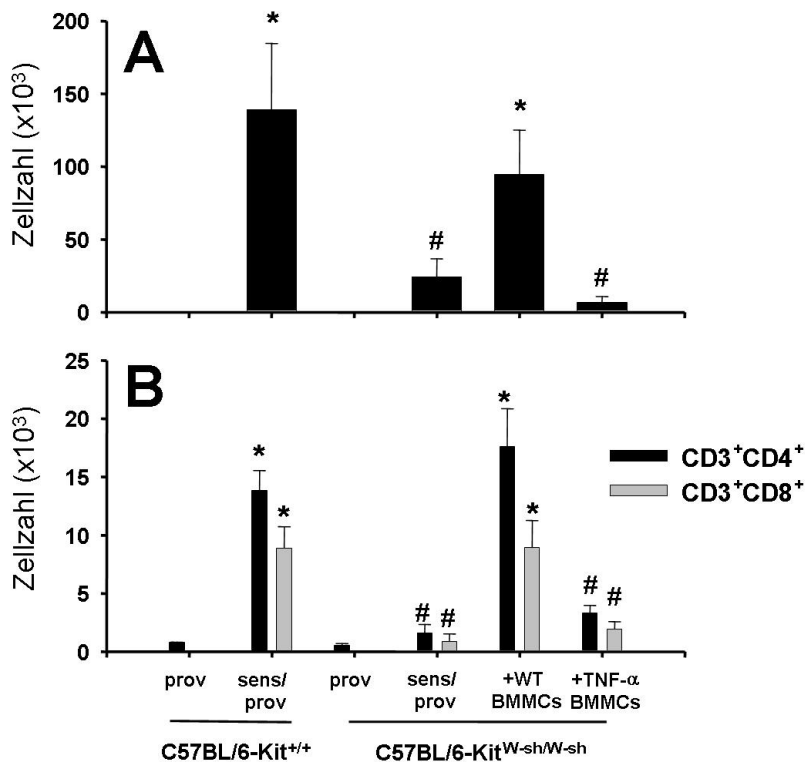 A
Zellzahl (x10³)
200
150
100
50
0
*
#
*
#
B
Zellzahl (x10³)
25
20
15
10
5
0
*
*
#
#
*
*
#
#
CD3⁺CD4⁺
CD3⁺CD8⁺
prov
sens/
prov
prov
sens/
prov
+WT
BMMCs
+TNF-α
BMMCs
C57BL/6-Kit⁺/⁺
C57BL/6-Kit^W-sh/W-sh